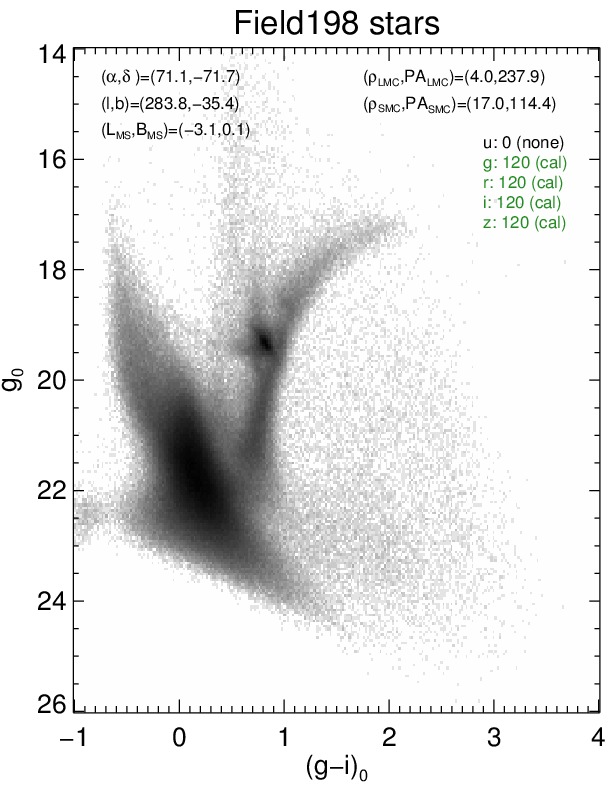 Field198 stars
(α,δ )=(71.1,−71.7)
(l,b)=(283.8,−35.4)
(L_MS,B_MS)=(−3.1,0.1)
(ρ_LMC,PA_LMC)=(4.0,237.9)
(ρ_SMC,PA_SMC)=(17.0,114.4)
u: 0 (none)
g: 120 (cal)
r: 120 (cal)
i: 120 (cal)
z: 120 (cal)
14
16
18
20
22
24
26
g₀
−1 0 1 2 3 4
(g−i)₀